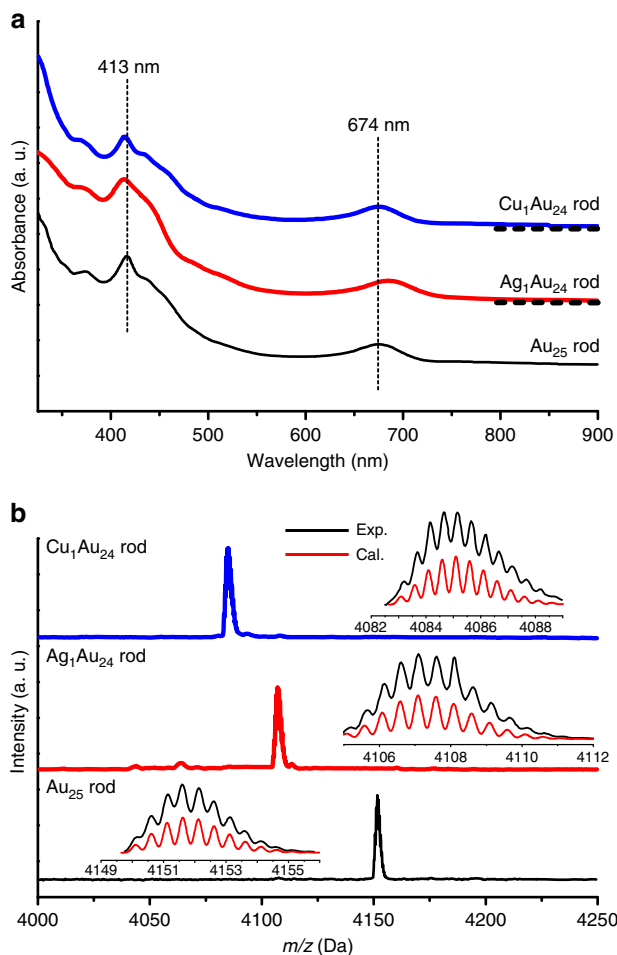 a
413 nm
674 nm
Absorbance (a. u.)
Cu₁Au₂₄ rod
Ag₁Au₂₄ rod
Au₂₅ rod
400 500 600 700 800 900
Wavelength (nm)
b
Cu₁Au₂₄ rod
Exp.
Cal.
4082 4084 4086 4088
Ag₁Au₂₄ rod
4106 4108 4110 4112
Intensity (a. u.)
Au₂₅ rod
4149 4151 4153 4155
4000 4050 4100 4150 4200 4250
m/z (Da)